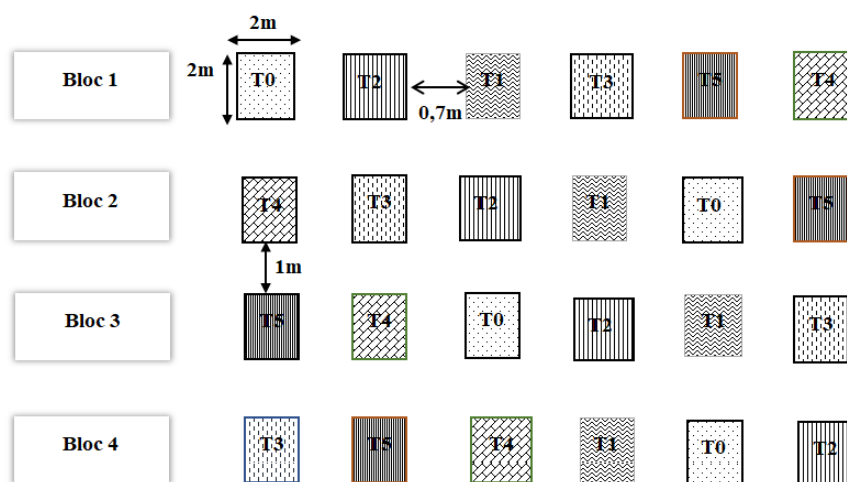 2m
Bloc 1 2m T0 T2 T1 T3 T5 T4
0,7m
Bloc 2 T4 T3 T2 T1 T0 T5
1m
Bloc 3 T5 T4 T0 T2 T1 T3
Bloc 4 T3 T5 T4 T1 T0 T2